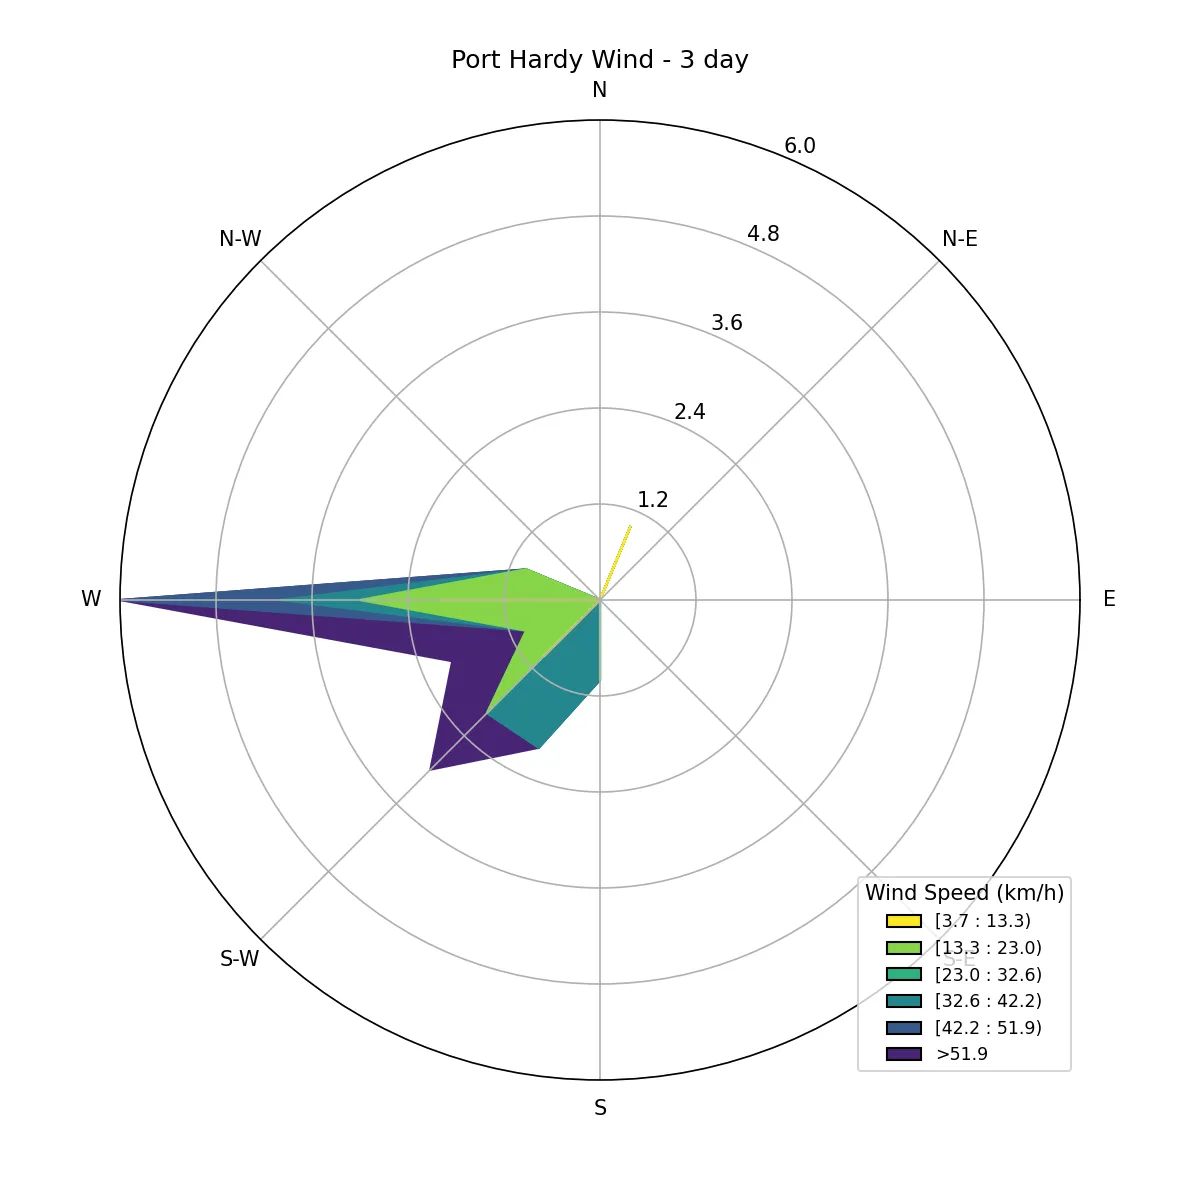 Port Hardy Wind - 3 day
N
6.0
N-W
N-E
4.8
3.6
2.4
1.2
W
E
S-W
S-E
S
Wind Speed (km/h)
[3.7 : 13.3)
[13.3 : 23.0)
[23.0 : 32.6)
[32.6 : 42.2)
[42.2 : 51.9)
>51.9